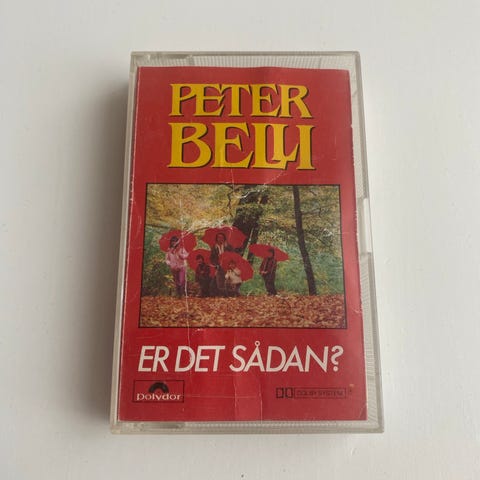 PETER
BELLI
ER DET SÅDAN?
polydor
DOLBY SYSTEM